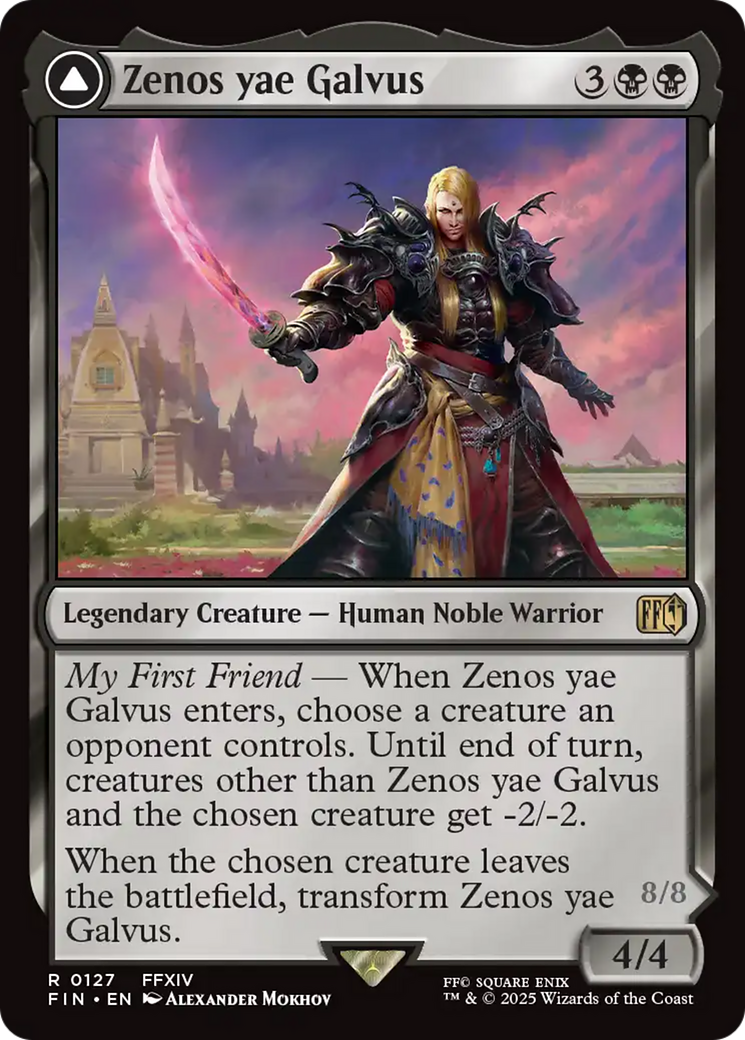 Zenos yae Galvus 3
Legendary Creature — Human Noble Warrior FF
My First Friend — When Zenos yae
Galvus enters, choose a creature an
opponent controls. Until end of turn,
creatures other than Zenos yae Galvus
and the chosen creature get -2/-2.
When the chosen creature leaves
the battlefield, transform Zenos yae
Galvus.
8/8
4/4
R 0127 FFXIV
FIN • EN Alexander Mokhov
FF© SQUARE ENIX
™ & © 2025 Wizards of the Coast